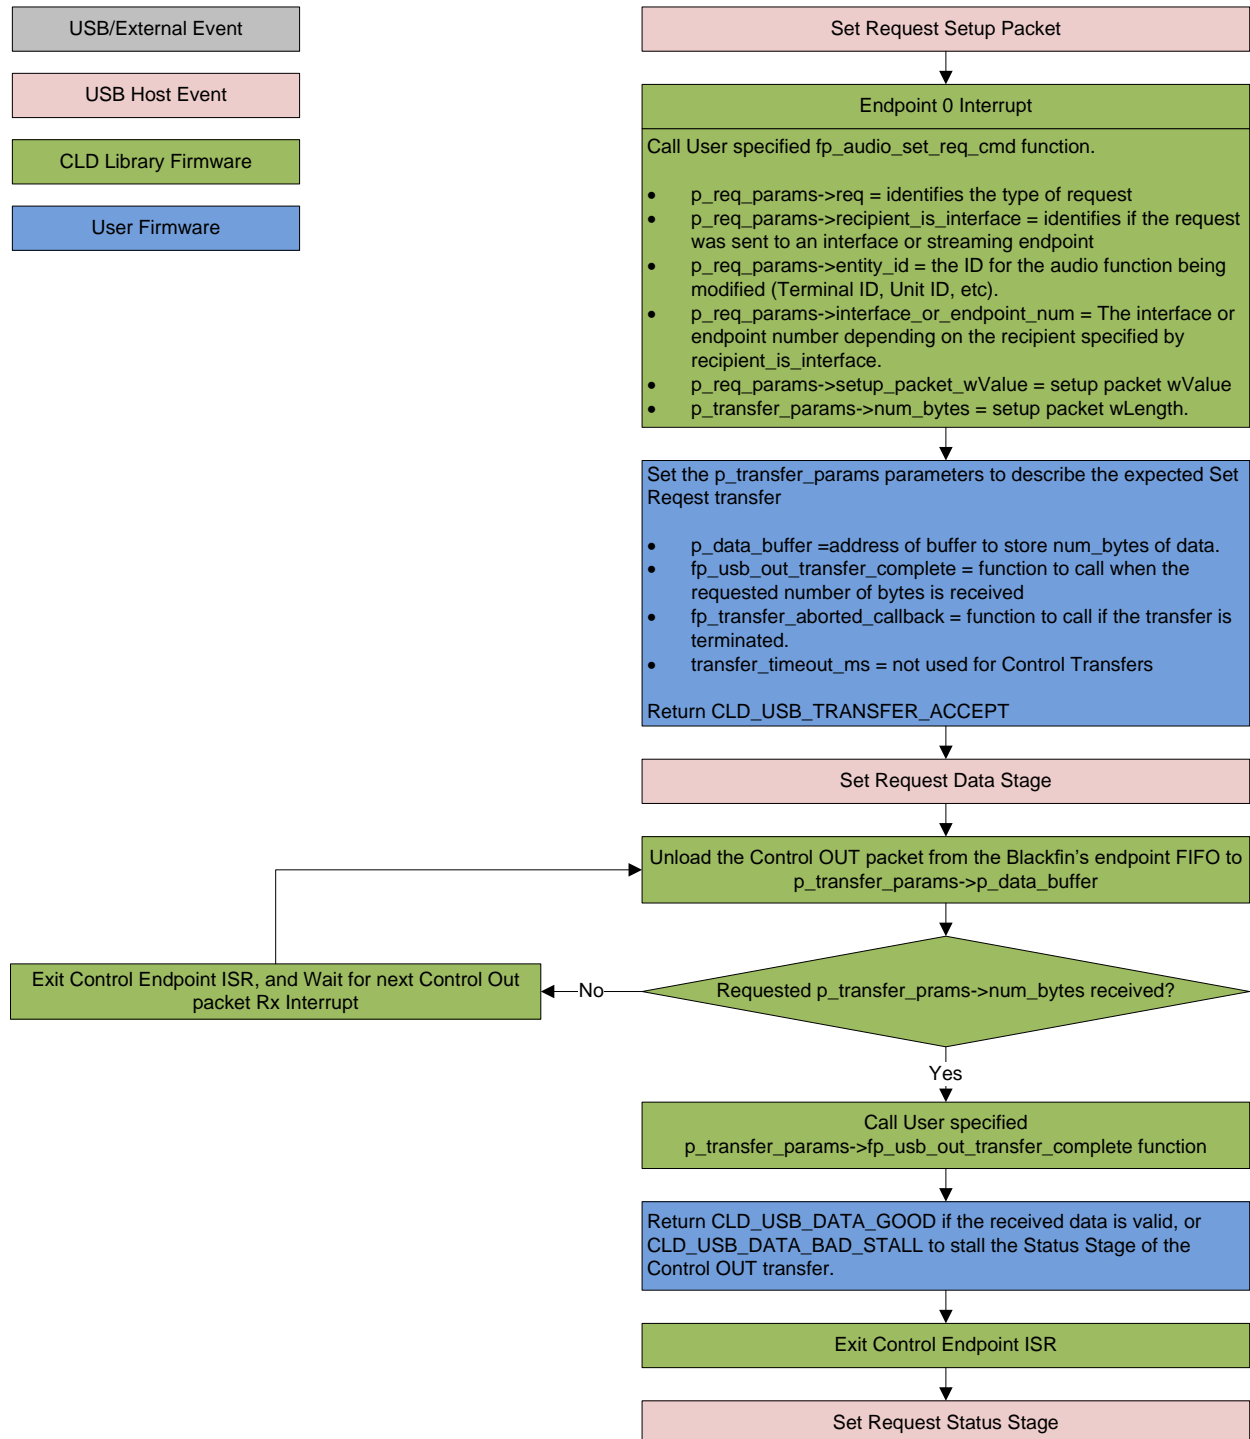 USB/External Event
USB Host Event
CLD Library Firmware
User Firmware
Set Request Setup Packet
Endpoint 0 Interrupt
Call User specified fp_audio_set_req_cmd function.
• p_req_params->req = identifies the type of request
• p_req_params->recipient_is_interface = identifies if the request
was sent to an interface or streaming endpoint
• p_req_params->entity_id = the ID for the audio function being
modified (Terminal ID, Unit ID, etc).
• p_req_params->interface_or_endpoint_num = The interface or
endpoint number depending on the recipient specified by
recipient_is_interface.
• p_req_params->setup_packet_wValue = setup packet wValue
• p_transfer_params->num_bytes = setup packet wLength.
Set the p_transfer_params parameters to describe the expected Set
Reqest transfer
• p_data_buffer =address of buffer to store num_bytes of data.
• fp_usb_out_transfer_complete = function to call when the
requested number of bytes is received
• fp_transfer_aborted_callback = function to call if the transfer is
terminated.
• transfer_timeout_ms = not used for Control Transfers
Return CLD_USB_TRANSFER_ACCEPT
Set Request Data Stage
Unload the Control OUT packet from the Blackfin’s endpoint FIFO to
p_transfer_params->p_data_buffer
Exit Control Endpoint ISR, and Wait for next Control Out
packet Rx Interrupt
No
Requested p_transfer_prams->num_bytes received?
Yes
Call User specified
p_transfer_params->fp_usb_out_transfer_complete function
Return CLD_USB_DATA_GOOD if the received data is valid, or
CLD_USB_DATA_BAD_STALL to stall the Status Stage of the
Control OUT transfer.
Exit Control Endpoint ISR
Set Request Status Stage